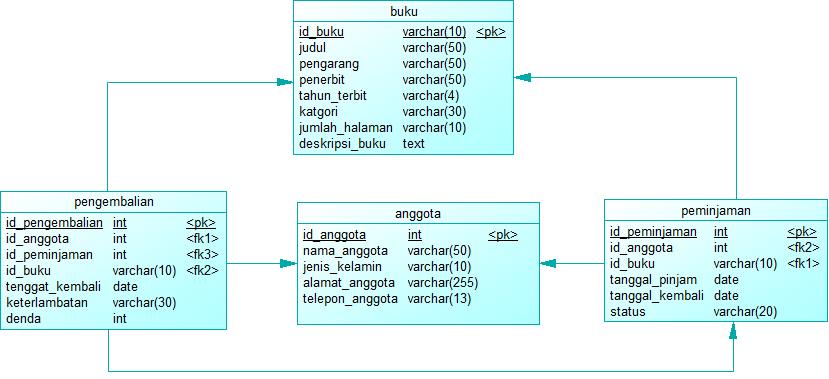 buku
id_buku varchar(10) <pk>
judul varchar(50)
pengarang varchar(50)
penerbit varchar(50)
tahun_terbit varchar(4)
katgori varchar(30)
jumlah_halaman varchar(10)
deskripsi_buku text
pengembalian
id_pengembalian int <pk>
id_anggota int <fk1>
id_peminjaman int <fk3>
id_buku varchar(10) <fk2>
tenggat_kembali date
keterlambatan varchar(30)
denda int
anggota
id_anggota int <pk>
nama_anggota varchar(50)
jenis_kelamin varchar(10)
alamat_anggota varchar(255)
telepon_anggota varchar(13)
peminjaman
id_peminjaman int <pk>
id_anggota int <fk2>
id_buku varchar(10) <fk1>
tanggal_pinjam date
tanggal_kembali date
status varchar(20)